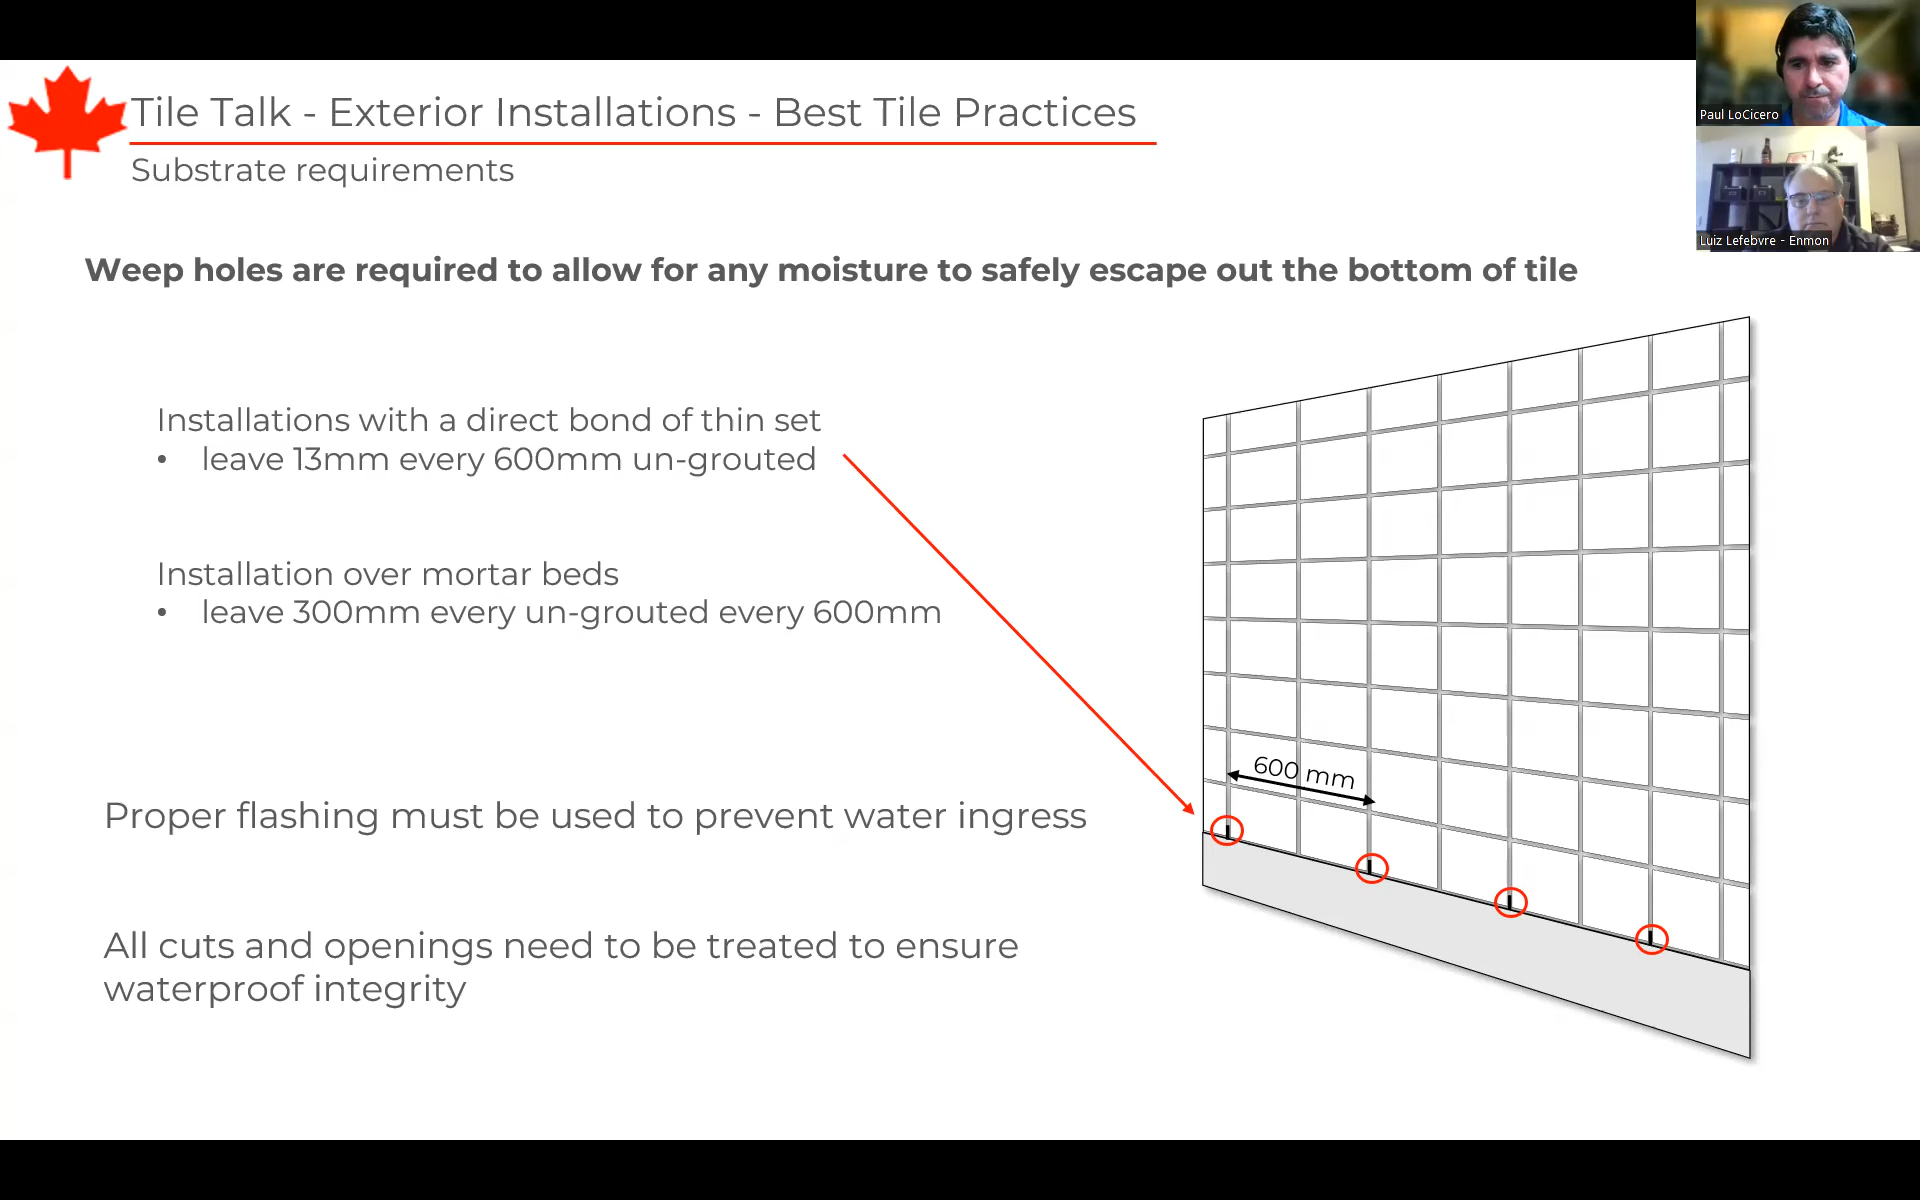 Tile Talk - Exterior Installations - Best Tile Practices
Substrate requirements
Paul LoCicero
Luiz Lefebvre - Enmon
Weep holes are required to allow for any moisture to safely escape out the bottom of tile
Installations with a direct bond of thin set
• leave 13mm every 600mm un-grouted
Installation over mortar beds
• leave 300mm every un-grouted every 600mm
600 mm
Proper flashing must be used to prevent water ingress
All cuts and openings need to be treated to ensure
waterproof integrity